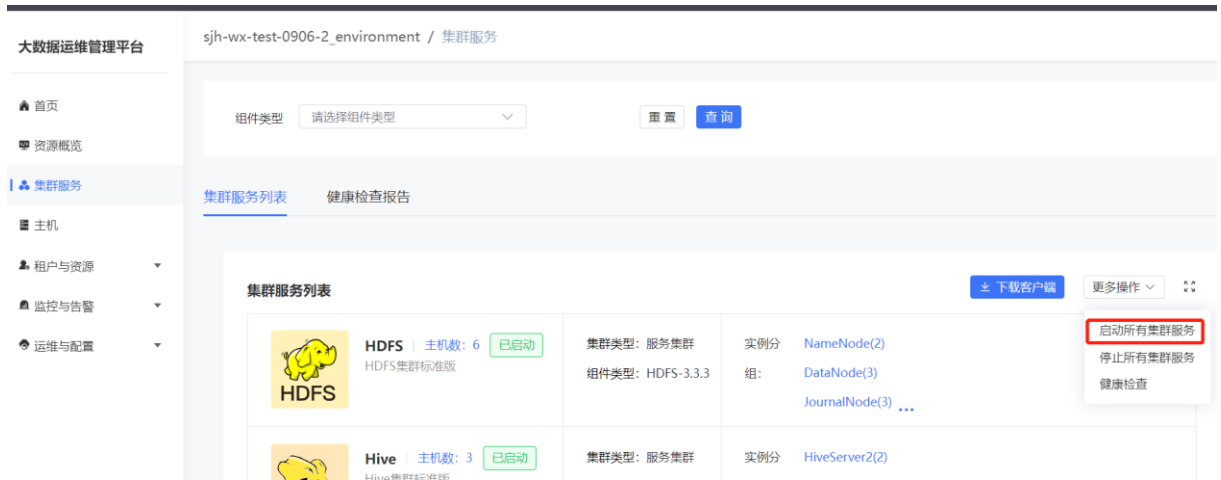 大数据运维管理平台
sjh-wx-test-0906-2_environment / 集群服务
首页
资源概览
集群服务
主机
租户与资源
监控与告警
运维与配置
组件类型 请选择组件类型 重置 查询
集群服务列表 健康检查报告
集群服务列表 下载客户端 更多操作
启动所有集群服务
停止所有集群服务
健康检查
HDFS
HDFS 主机数：6 已启动
HDFS集群标准版
集群类型：服务集群
组件类型：HDFS-3.3.3
实例分
组：
NameNode(2)
DataNode(3)
JournalNode(3) ...
Hive 主机数：3 已启动
Hive集群标准版
集群类型：服务集群
实例分
HiveServer2(2)